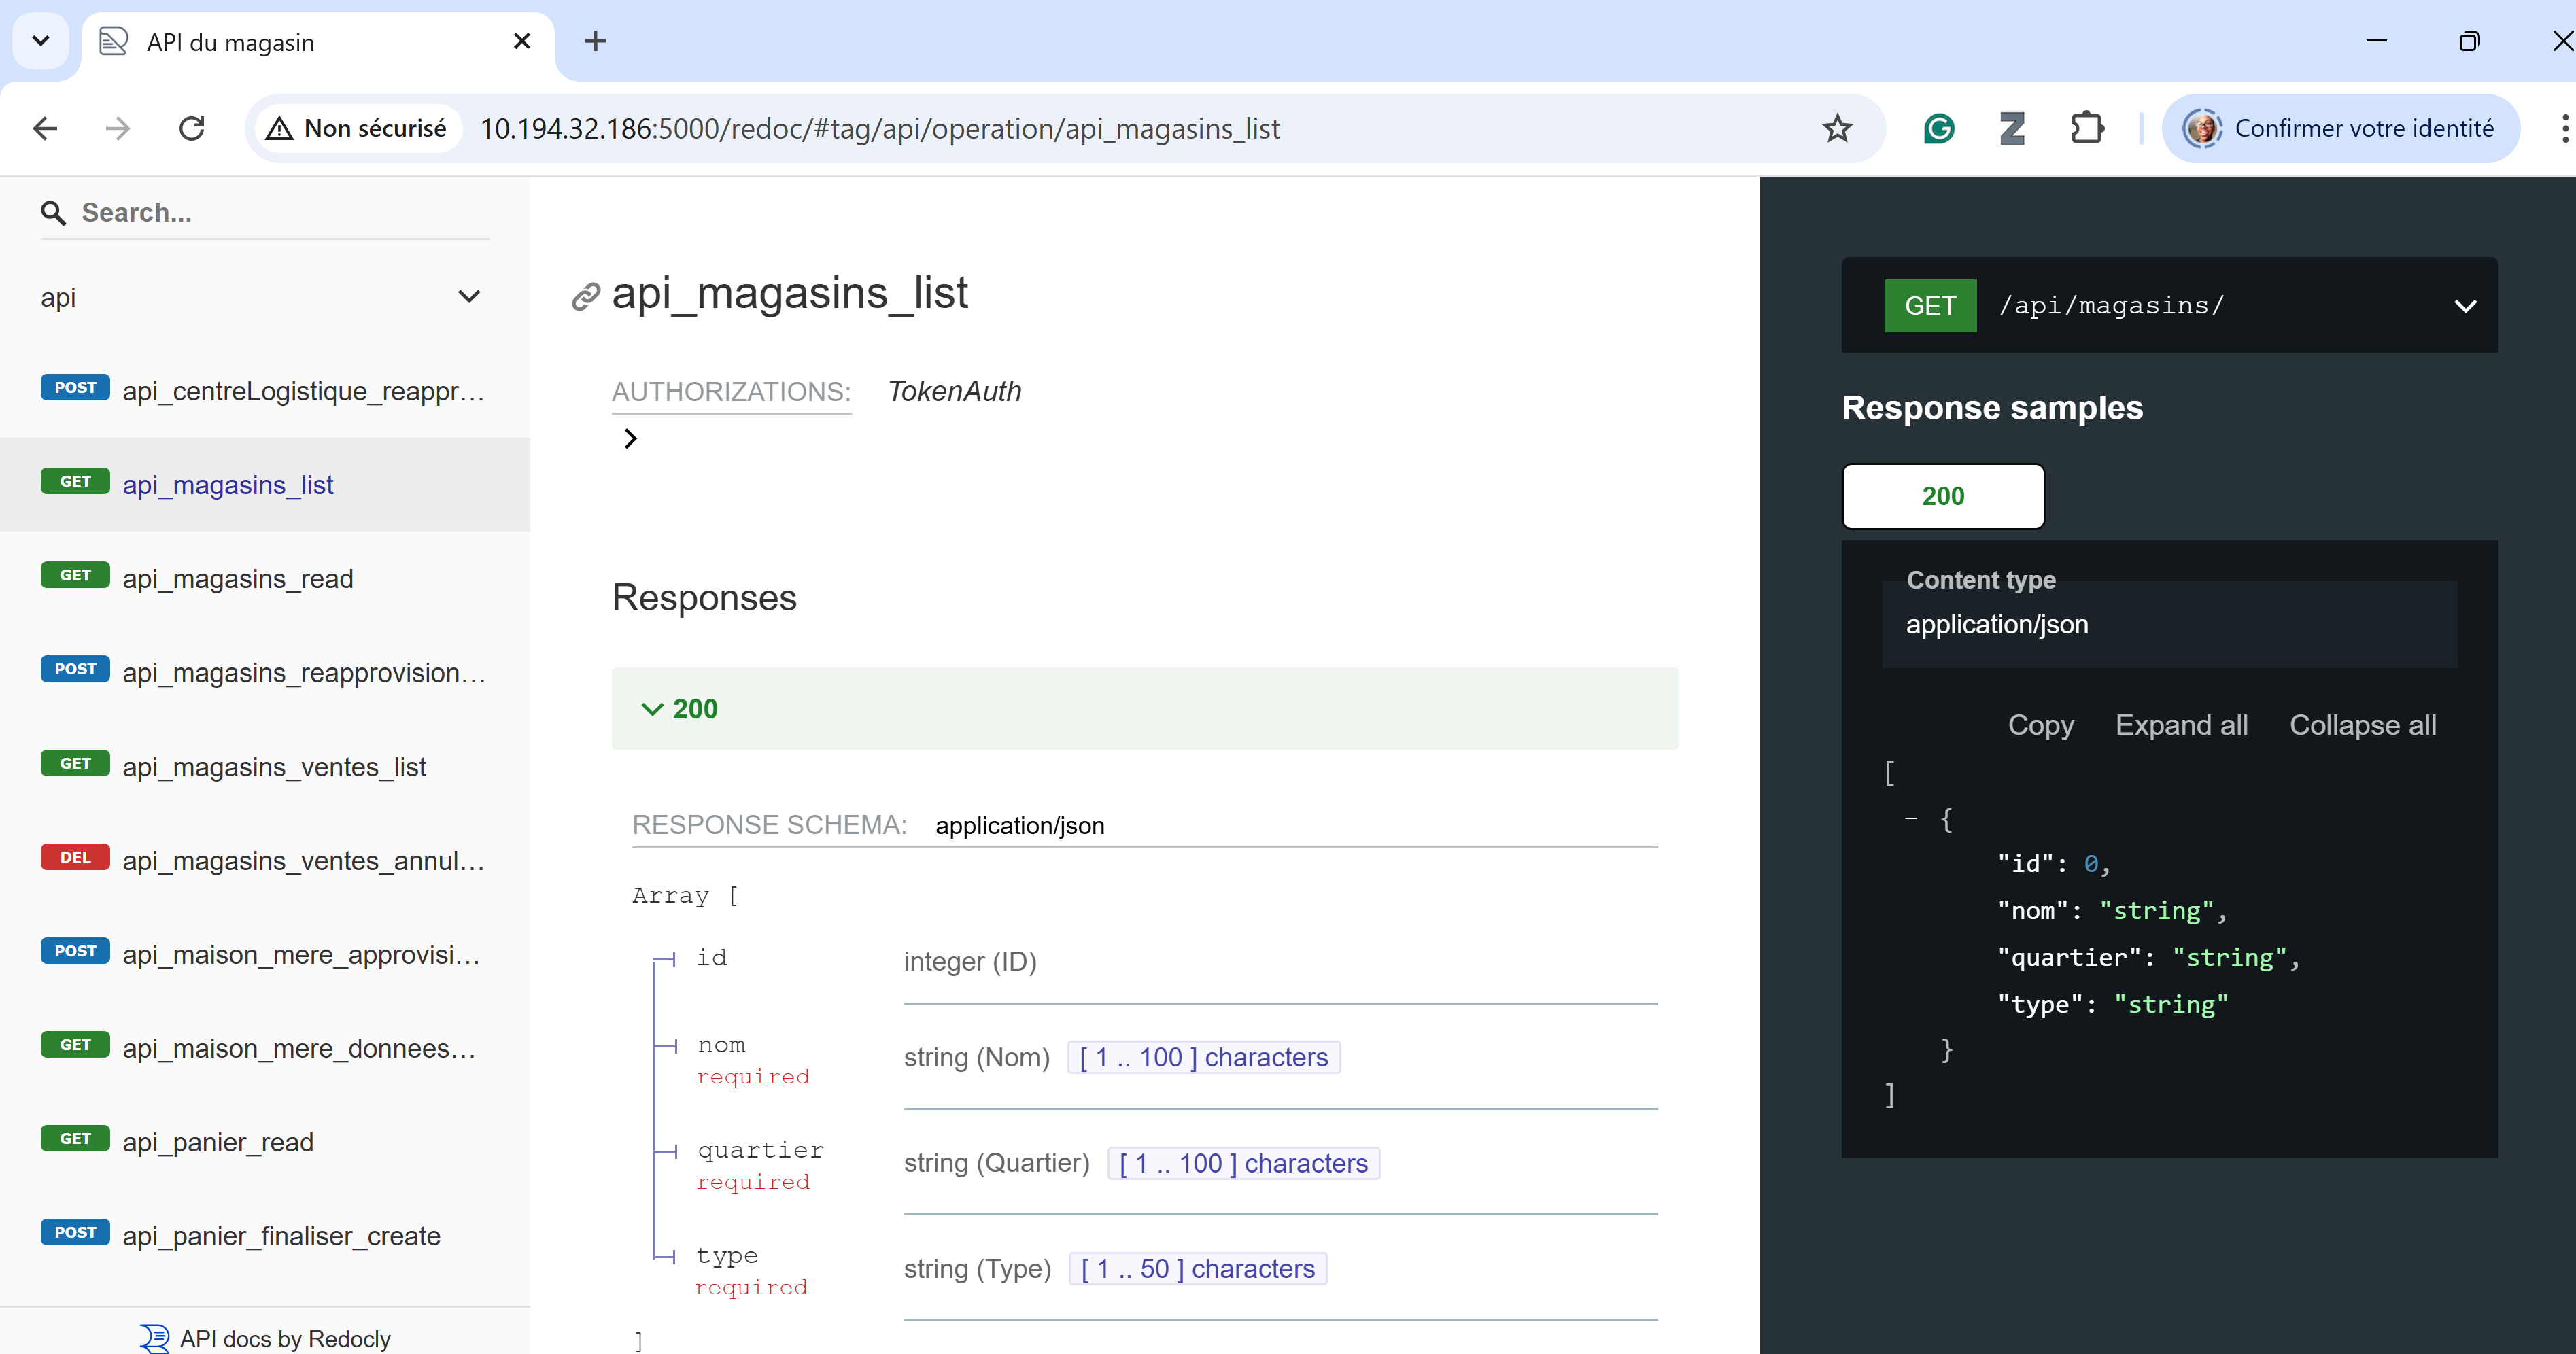 API du magasin
Non sécurisé
10.194.32.186:5000/redoc/#tag/api/operation/api_magasins_list
Confirmer votre identité
Search...
api
POST api_centreLogistique_reappr...
GET api_magasins_list
GET api_magasins_read
POST api_magasins_reapprovision...
GET api_magasins_ventes_list
DEL api_magasins_ventes_annul...
POST api_maison_mere_approvisi...
GET api_maison_mere_donnees...
GET api_panier_read
POST api_panier_finaliser_create
API docs by Redocly
api_magasins_list
AUTHORIZATIONS: TokenAuth
Responses
200
RESPONSE SCHEMA: application/json
Array [
id integer (ID)
nom string (Nom) [ 1 .. 100 ] characters
required
quartier string (Quartier) [ 1 .. 100 ] characters
required
type string (Type) [ 1 .. 50 ] characters
required
]
GET /api/magasins/
Response samples
200
Content type
application/json
Copy Expand all Collapse all
[
- {
"id": 0,
"nom": "string",
"quartier": "string",
"type": "string"
}
]